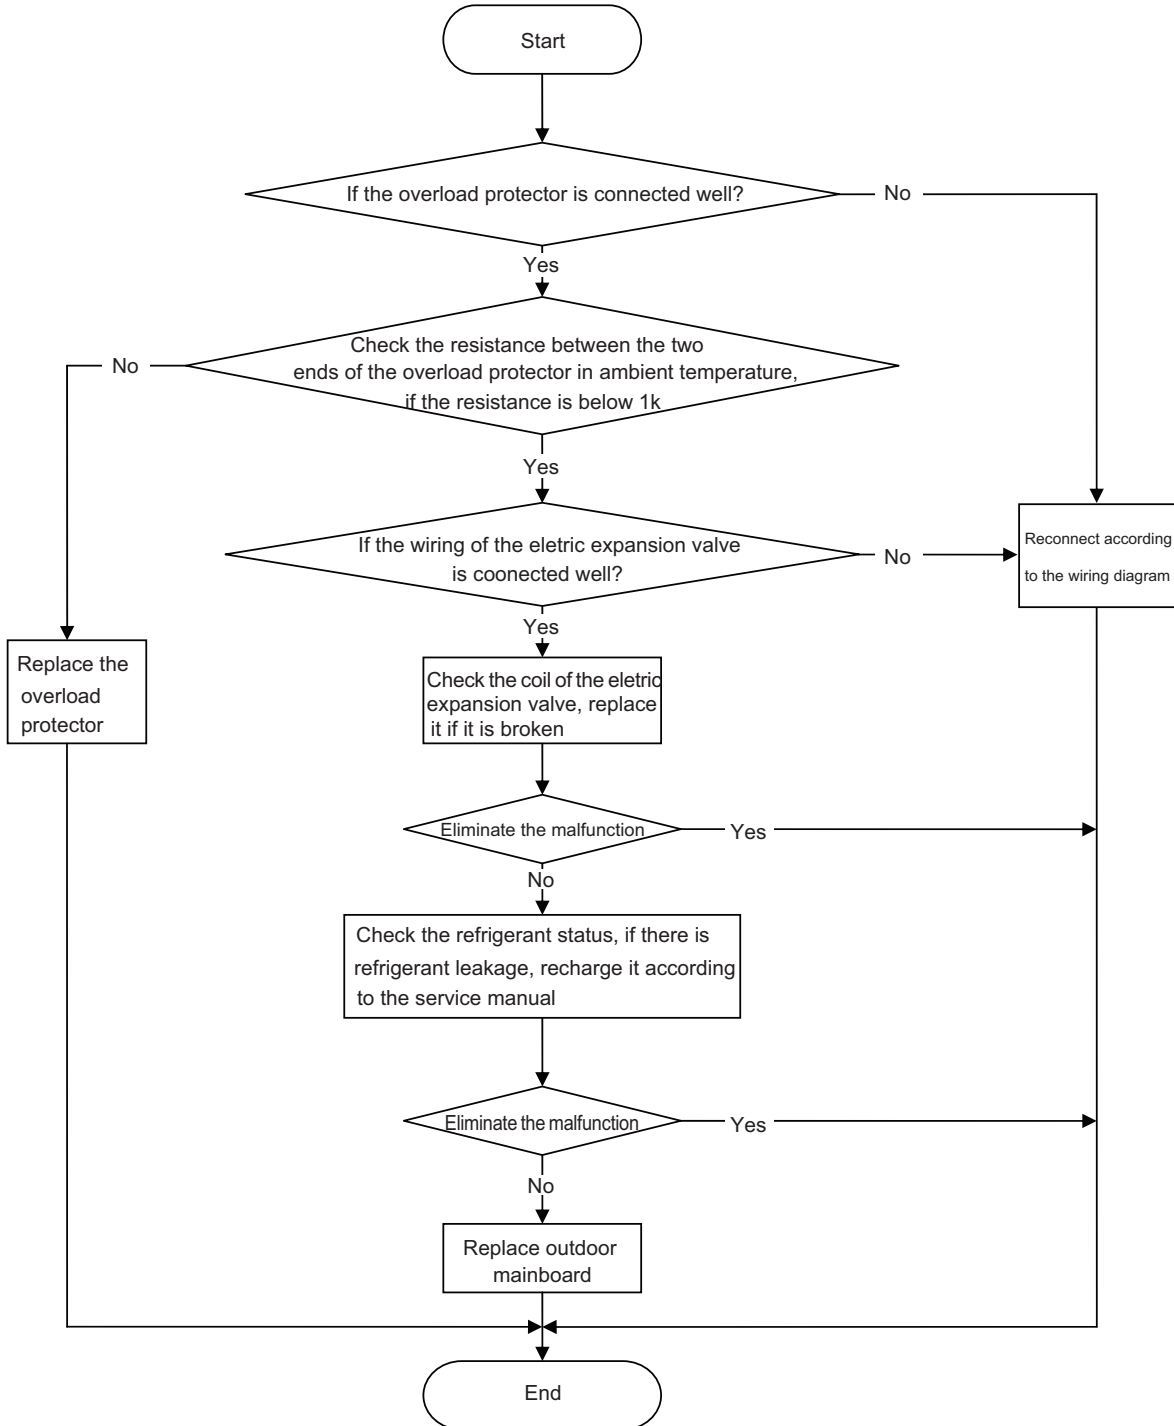 Start
If the overload protector is connected well?
No
Yes
Check the resistance between the two
ends of the overload protector in ambient temperature,
if the resistance is below 1k
No
Yes
If the wiring of the eletric expansion valve
is coonected well?
No
Reconnect according
to the wiring diagram
Yes
Replace the
overload
protector
Check the coil of the eletric
expansion valve, replace
it if it is broken
Eliminate the malfunction
Yes
No
Check the refrigerant status, if there is
refrigerant leakage, recharge it according
to the service manual
Eliminate the malfunction
Yes
No
Replace outdoor
mainboard
End